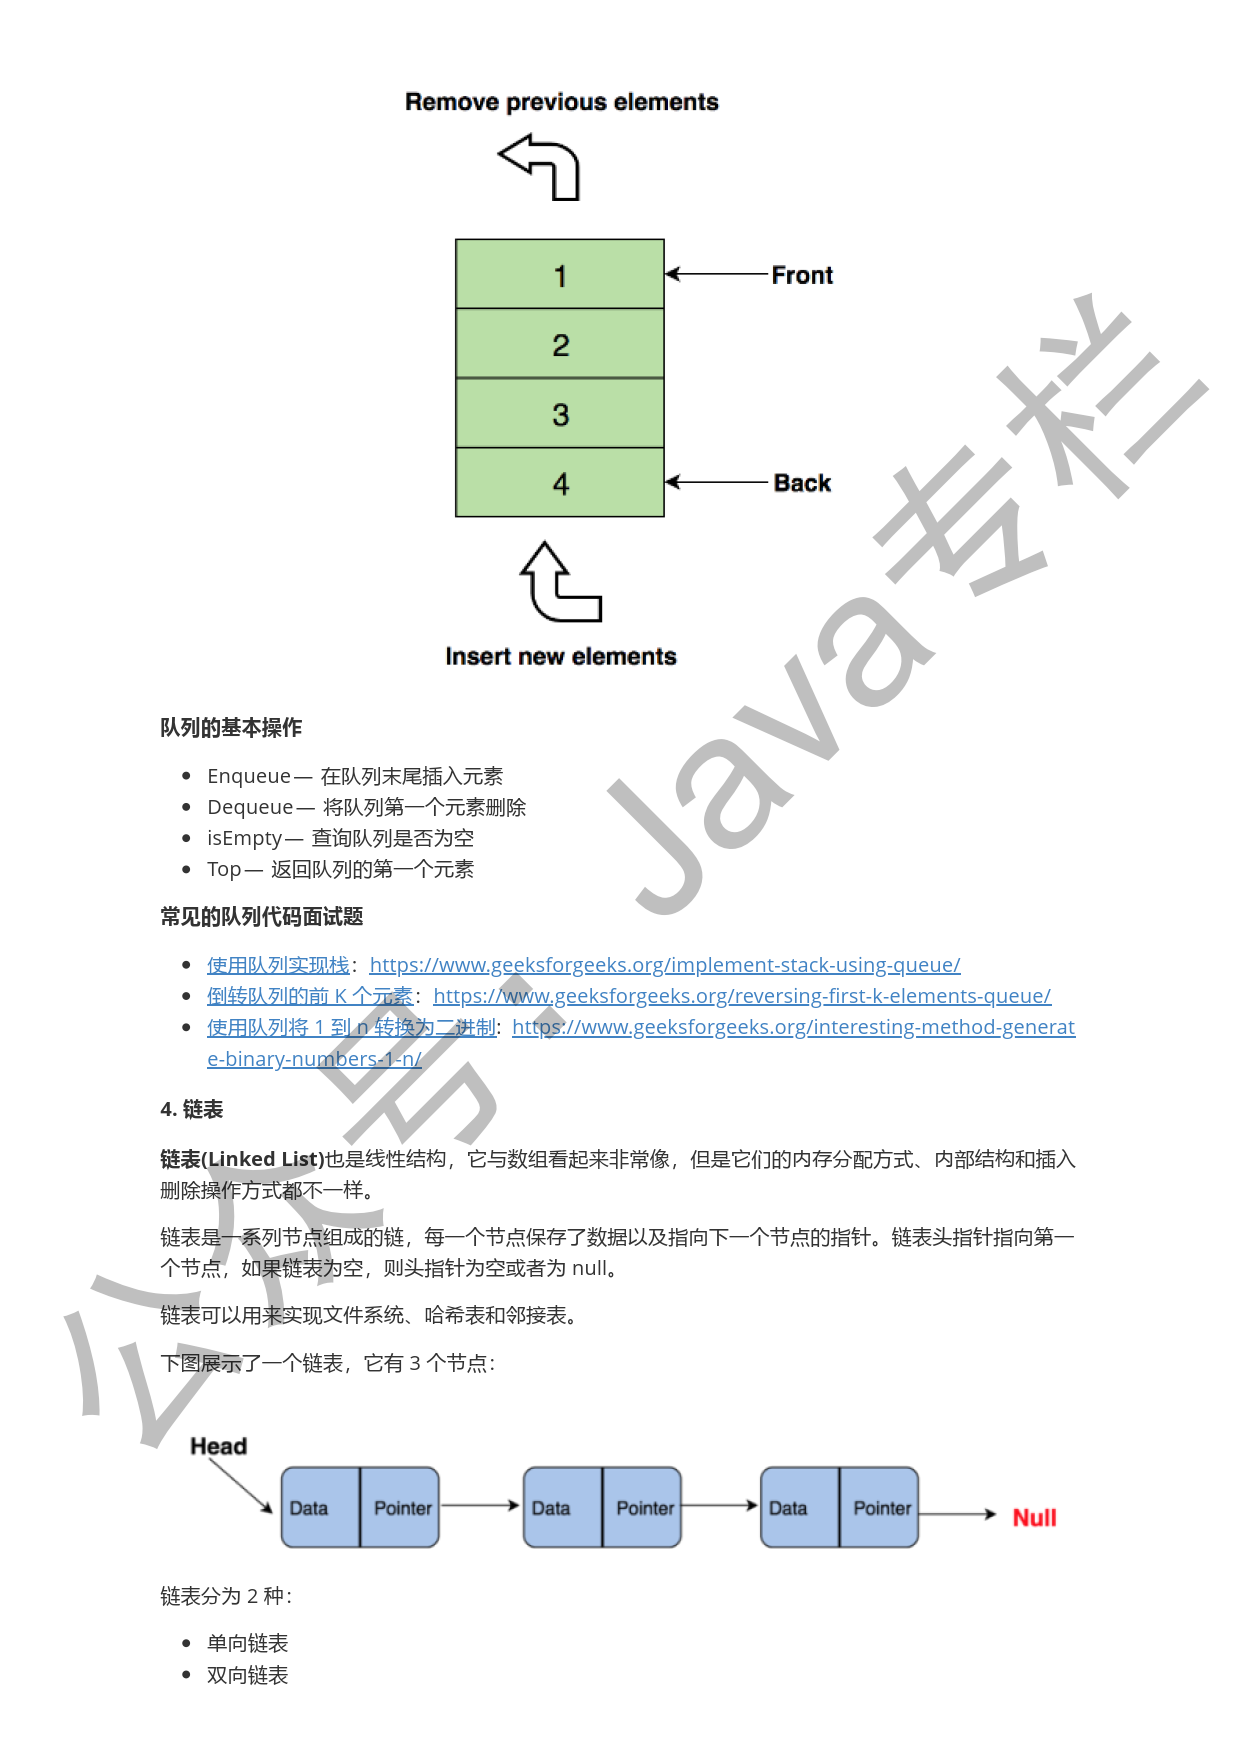 Remove previous elements
1
Front
2
3
4
Back
Insert new elements
队列的基本操作
Enqueue— 在队列末尾插入元素
Dequeue— 将队列第一个元素删除
isEmpty— 查询队列是否为空
Top— 返回队列的第一个元素
常见的队列代码面试题
使用队列实现栈：https://www.geeksforgeeks.org/implement-stack-using-queue/
倒转队列的前 K 个元素：https://www.geeksforgeeks.org/reversing-first-k-elements-queue/
使用队列将 1 到 n 转换为二进制：https://www.geeksforgeeks.org/interesting-method-generat
e-binary-numbers-1-n/
4. 链表
链表(Linked List)也是线性结构，它与数组看起来非常像，但是它们的内存分配方式、内部结构和插入
删除操作方式都不一样。
链表是一系列节点组成的链，每一个节点保存了数据以及指向下一个节点的指针。链表头指针指向第一
个节点，如果链表为空，则头指针为空或者为 null。
链表可以用来实现文件系统、哈希表和邻接表。
下图展示了一个链表，它有 3 个节点：
Head
Data Pointer Data Pointer Data Pointer Null
链表分为 2 种：
单向链表
双向链表
公众号：Java专栏